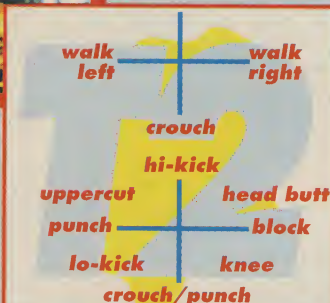 walk walk
left right
crouch
hi-kick
uppercut head butt
punch block
lo-kick knee
crouch/punch